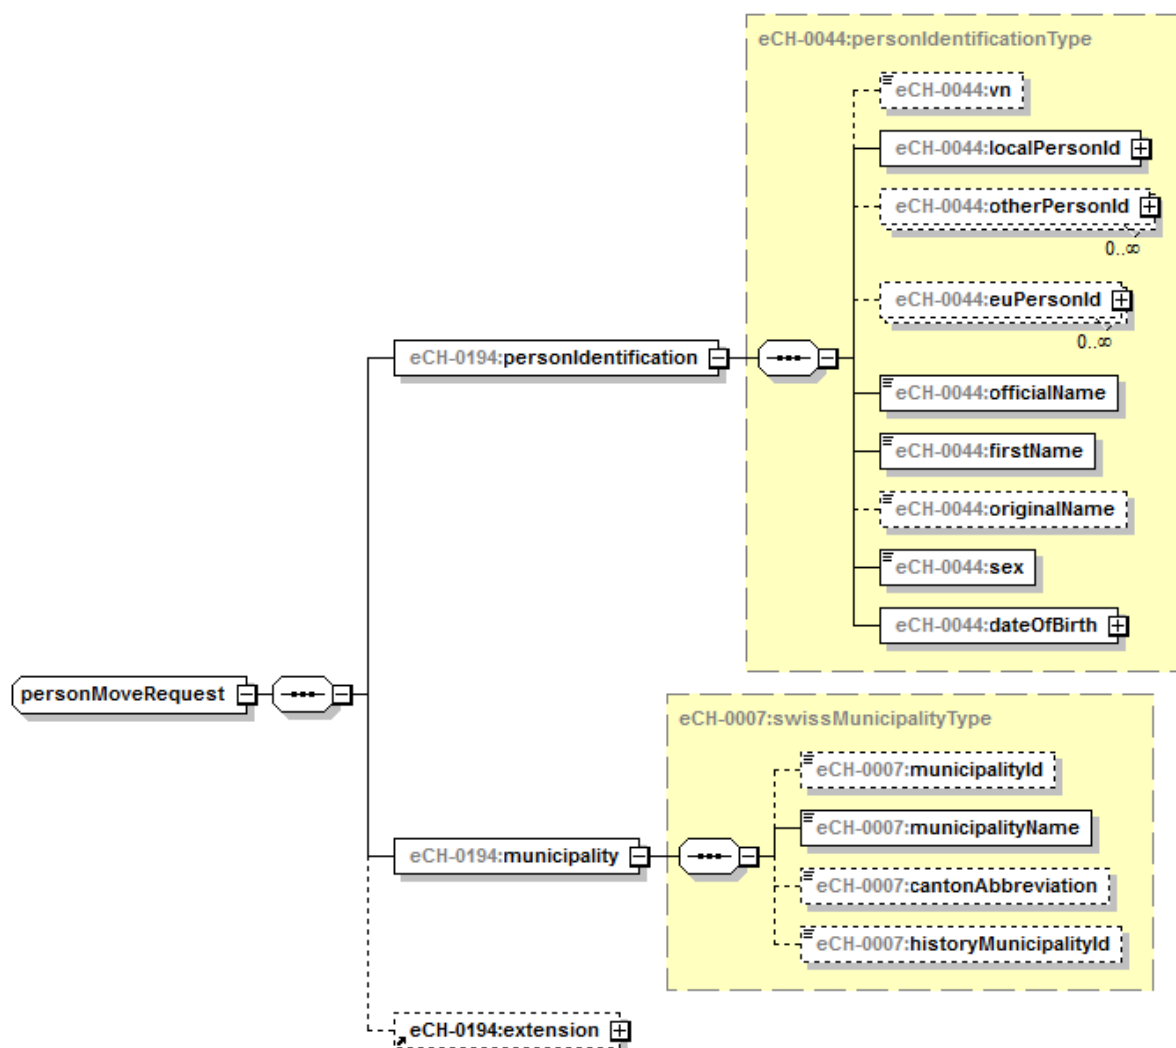 eCH-0044:personIdentificationType
eCH-0044:vn
eCH-0044:localPersonId
eCH-0044:otherPersonId
0..∞
eCH-0044:euPersonId
0..∞
eCH-0194:personIdentification
eCH-0044:officialName
eCH-0044:firstName
eCH-0044:originalName
eCH-0044:sex
eCH-0044:dateOfBirth
personMoveRequest
eCH-0007:swissMunicipalityType
eCH-0007:municipalityId
eCH-0007:municipalityName
eCH-0194:municipality
eCH-0007:cantonAbbreviation
eCH-0007:historyMunicipalityId
eCH-0194:extension